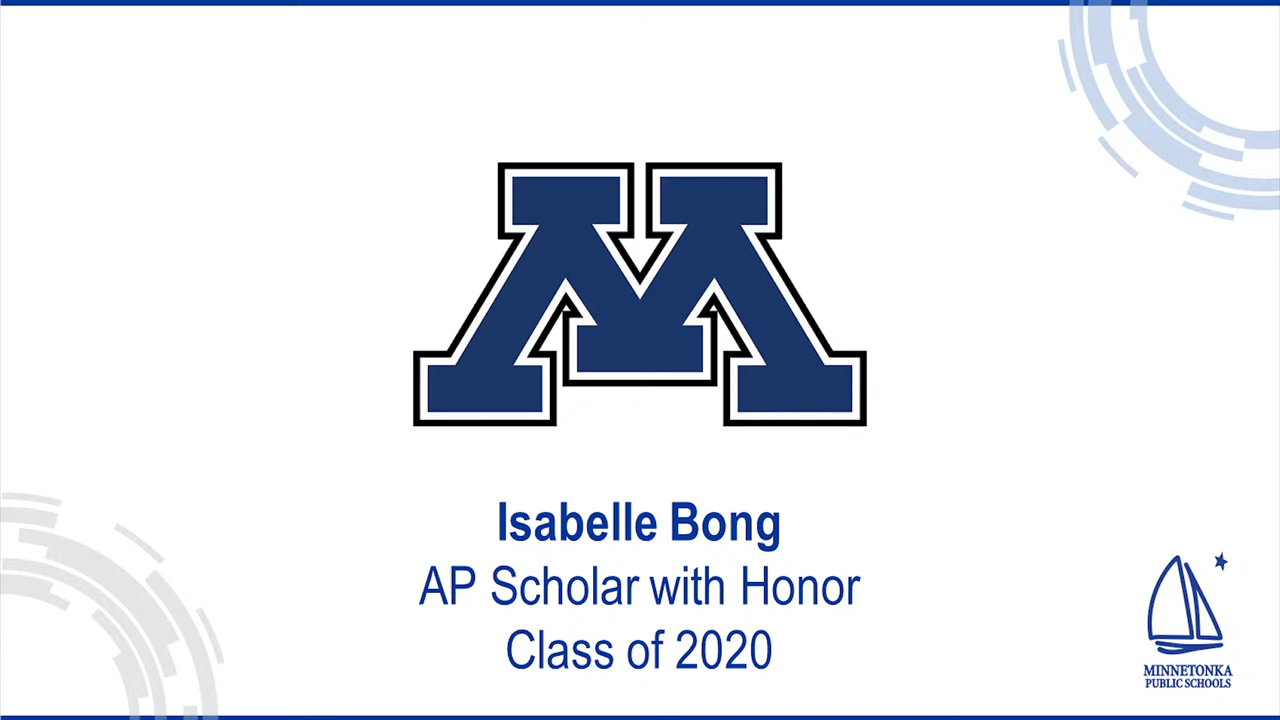 M
Isabelle Bong
AP Scholar with Honor
Class of 2020
MINNETONKA
PUBLIC SCHOOLS